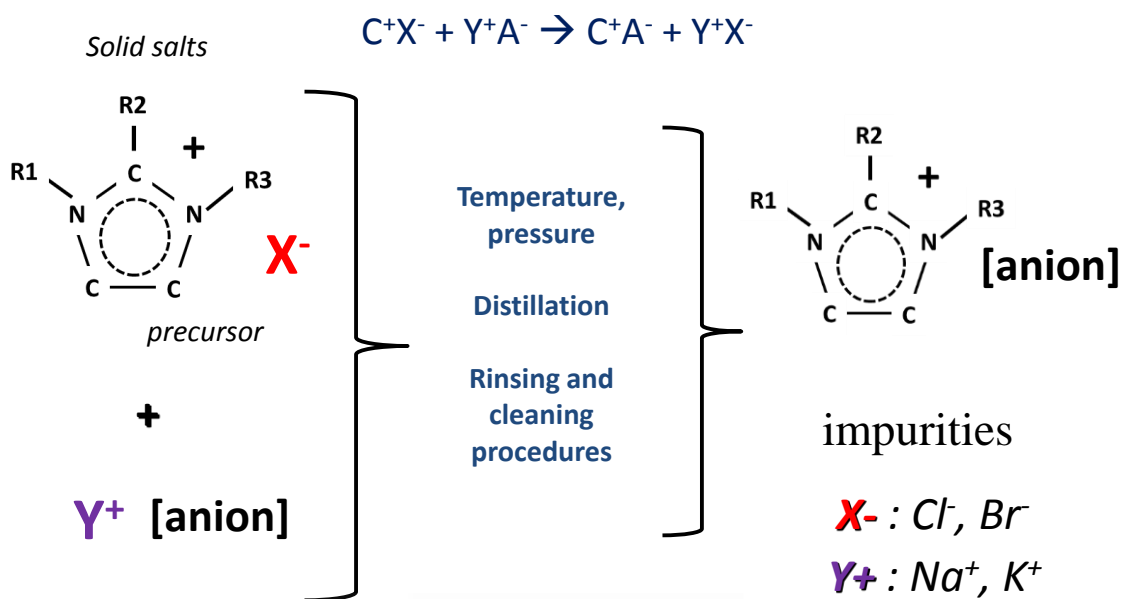 C⁺X⁻ + Y⁺A⁻ → C⁺A⁻ + Y⁺X⁻
Solid salts
R2
+
R1
C
R3
N
N
X⁻
C
C
precursor
+
Y⁺ [anion]
Temperature,
pressure
Distillation
Rinsing and
cleaning
procedures
R2
+
R1
C
R3
N
N
[anion]
C
C
impurities
X- : Cl⁻, Br⁻
Y+ : Na⁺, K⁺